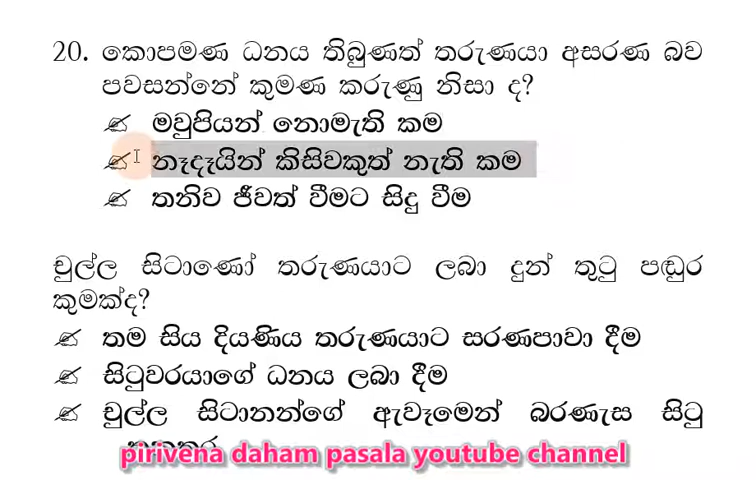 20. කොපමණ ධනය තිබුණත් තරුණයා අසරණ බව
පවසන්නේ කුමණ කරුණු නිසා ද?
මවුපියන් නොමැති කම
නෑදෑයින් කිසිවකුත් නැති කම
තනිව ජීවත් වීමට සිදු වීම
චුල්ල සිටාණෝ තරුණයාට ලබා දුන් තුටු පඬුර
කුමක්ද?
තම සිය දියණිය තරුණයාට සරණපාවා දීම
සිටුවරයාගේ ධනය ලබා දීම
චුල්ල සිටානන්ගේ ඇවෑමෙන් බරණැස සිටු
pirivena daham pasala youtube channel